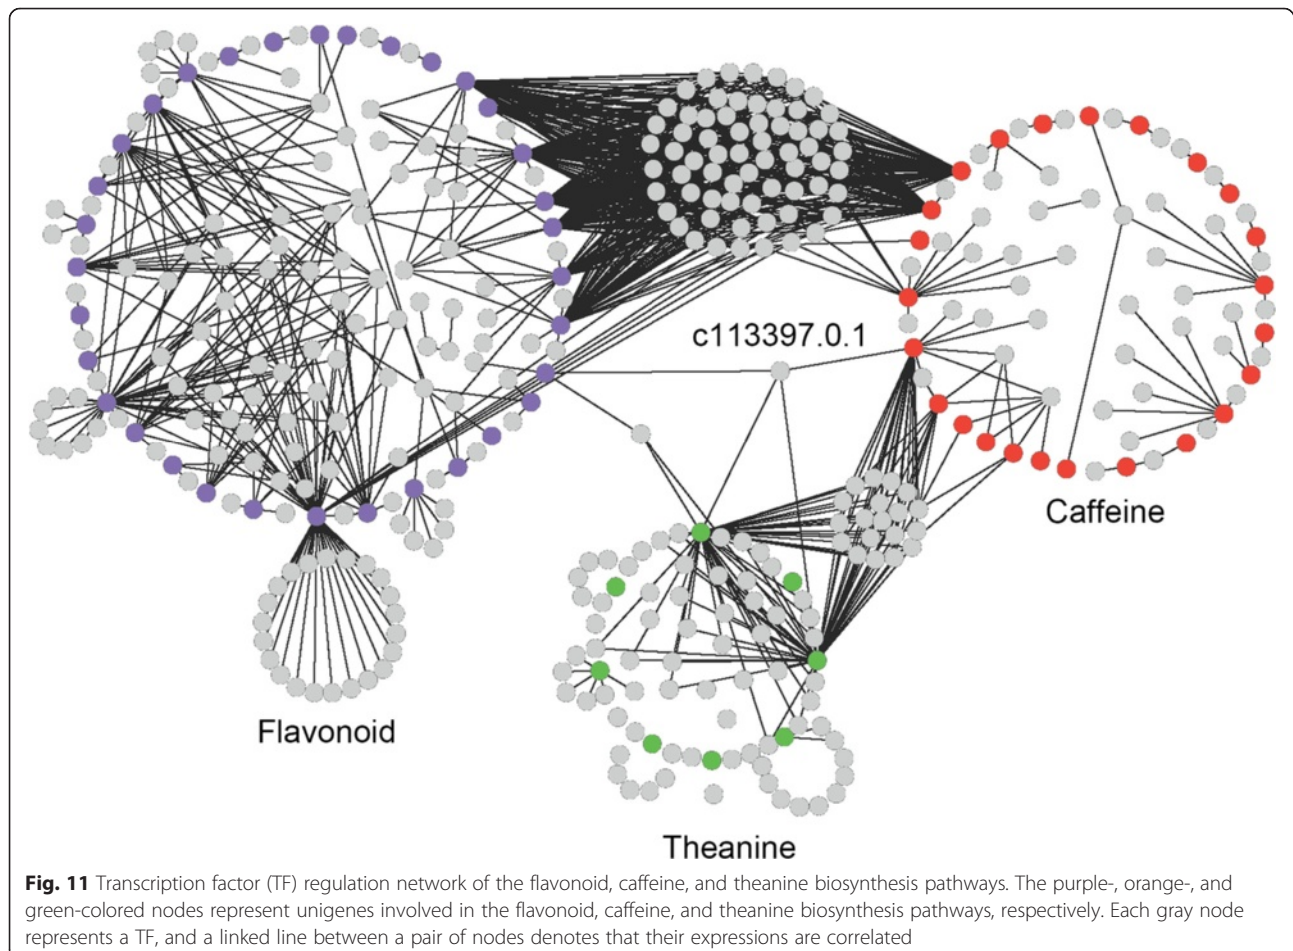 c113397.0.1
Caffeine
Flavonoid
Theanine
Fig. 11 Transcription factor (TF) regulation network of the flavonoid, caffeine, and theanine biosynthesis pathways. The purple-, orange-, and
green-colored nodes represent unigenes involved in the flavonoid, caffeine, and theanine biosynthesis pathways, respectively. Each gray node
represents a TF, and a linked line between a pair of nodes denotes that their expressions are correlated